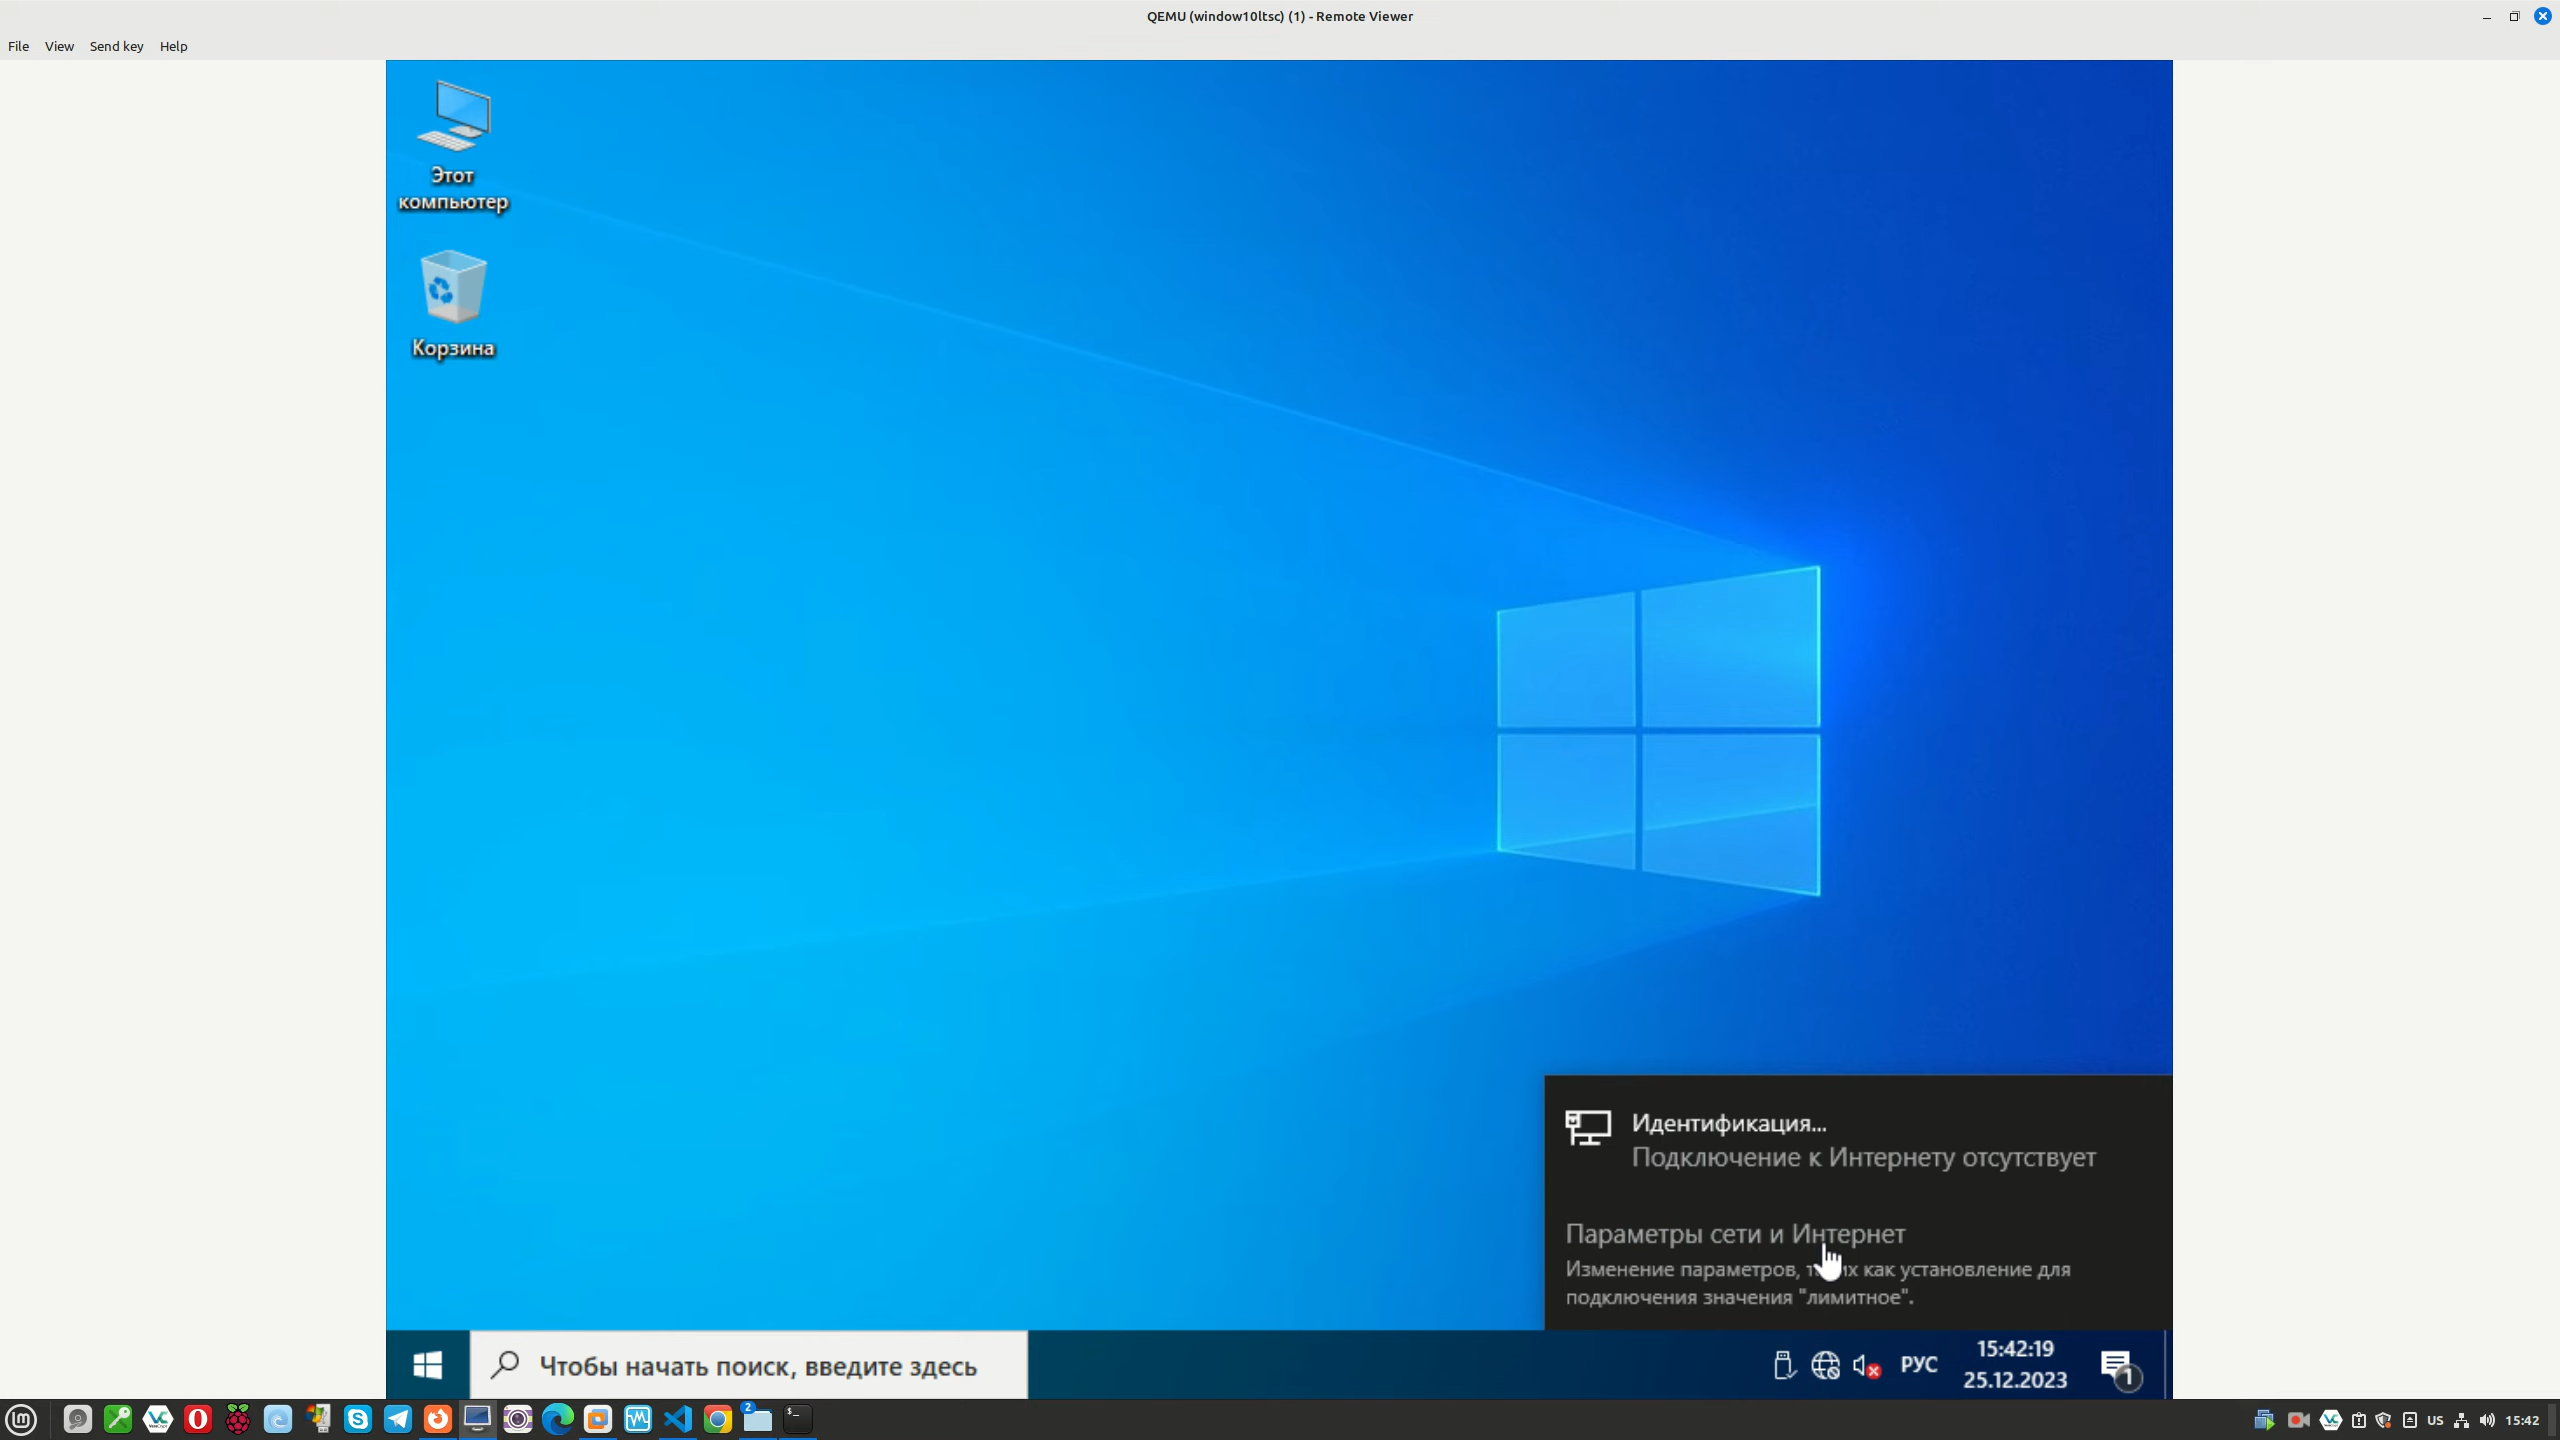 QEMU (window10ltsc) (1) - Remote Viewer
File View Send key Help
Этот
компьютер
Корзина
Идентификация...
Подключение к Интернету отсутствует
Параметры сети и Интернет
Изменение параметров, как установление для
подключения значения "лимитное".
Чтобы начать поиск, введите здесь
РУС
15:42:19
25.12.2023
1
2
US
15:42